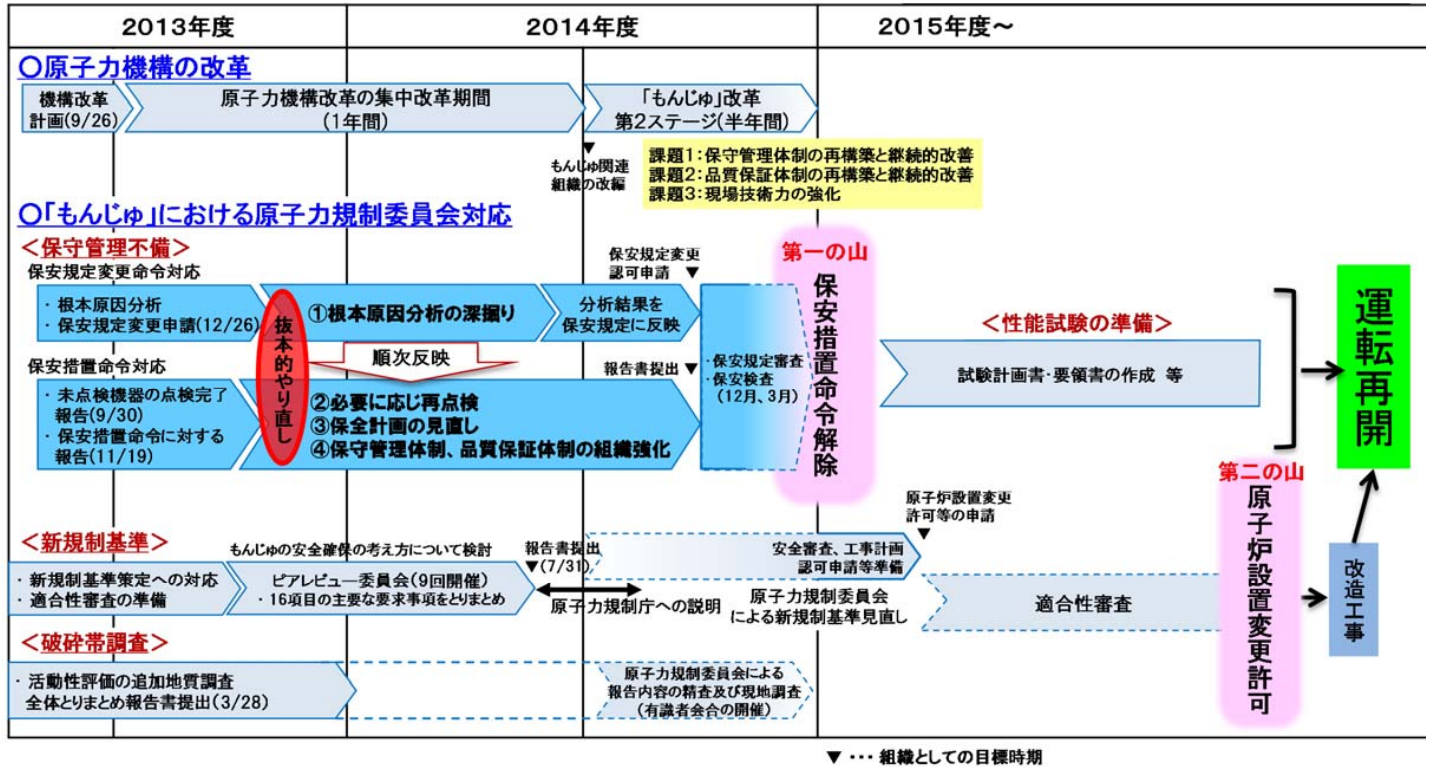 2013年度
2014年度
2015年度～
○原子力機構の改革
機構改革
計画(9/26)
原子力機構改革の集中改革期間
(1年間)
「もんじゅ」改革
第2ステージ(半年間)
もんじゅ関連
組織の改編
課題1:保守管理体制の再構築と継続的改善
課題2:品質保証体制の再構築と継続的改善
課題3:現場技術力の強化
○「もんじゅ」における原子力規制委員会対応
＜保守管理不備＞
保安規定変更命令対応
・根本原因分析
・保安規定変更申請(12/26)
①根本原因分析の深掘り
分析結果を
保安規定に反映
保安規定変更
認可申請 ▼
抜本的やり直し
順次反映
保安措置命令対応
・未点検機器の点検完了
報告(9/30)
・保安措置命令に対する
報告(11/19)
②必要に応じ再点検
③保全計画の見直し
④保守管理体制、品質保証体制の組織強化
報告書提出 ▼
・保安規定審査
・保安検査
(12月、3月)
第一の山
保安措置命令解除
＜性能試験の準備＞
試験計画書・要領書の作成 等
運転再開
＜新規制基準＞
・新規制基準策定への対応
・適合性審査の準備
もんじゅの安全確保の考え方について検討
ピアレビュー委員会(9回開催)
・16項目の主要な要求事項をとりまとめ
報告書提出
▼(7/31)
原子力規制庁への説明
安全審査、工事計画
認可申請等準備
▼
原子炉設置変更
許可等の申請
原子力規制委員会
による新規制基準見直し
適合性審査
第二の山
原子炉設置変更許可
改造工事
＜破砕帯調査＞
・活動性評価の追加地質調査
全体とりまとめ報告書提出(3/28)
原子力規制委員会による
報告内容の精査及び現地調査
(有識者会合の開催)
▼ ･･･ 組織としての目標時期